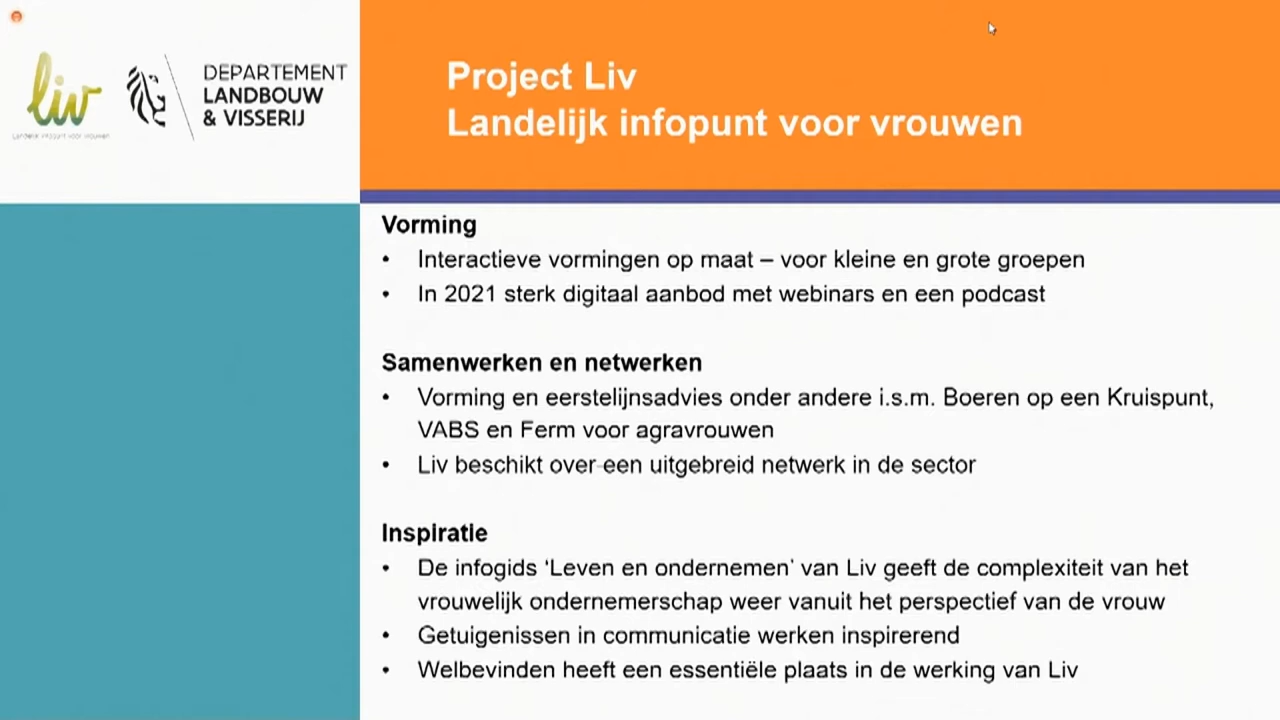 liv
Landelijk infopunt voor vrouwen
DEPARTEMENT
LANDBOUW
& VISSERIJ
Project Liv
Landelijk infopunt voor vrouwen
Vorming
• Interactieve vormingen op maat – voor kleine en grote groepen
• In 2021 sterk digitaal aanbod met webinars en een podcast
Samenwerken en netwerken
• Vorming en eerstelijnsadvies onder andere i.s.m. Boeren op een Kruispunt,
VABS en Ferm voor agravrouwen
• Liv beschikt over een uitgebreid netwerk in de sector
Inspiratie
• De infogids ‘Leven en ondernemen’ van Liv geeft de complexiteit van het
vrouwelijk ondernemerschap weer vanuit het perspectief van de vrouw
• Getuigenissen in communicatie werken inspirerend
• Welbevinden heeft een essentiële plaats in de werking van Liv